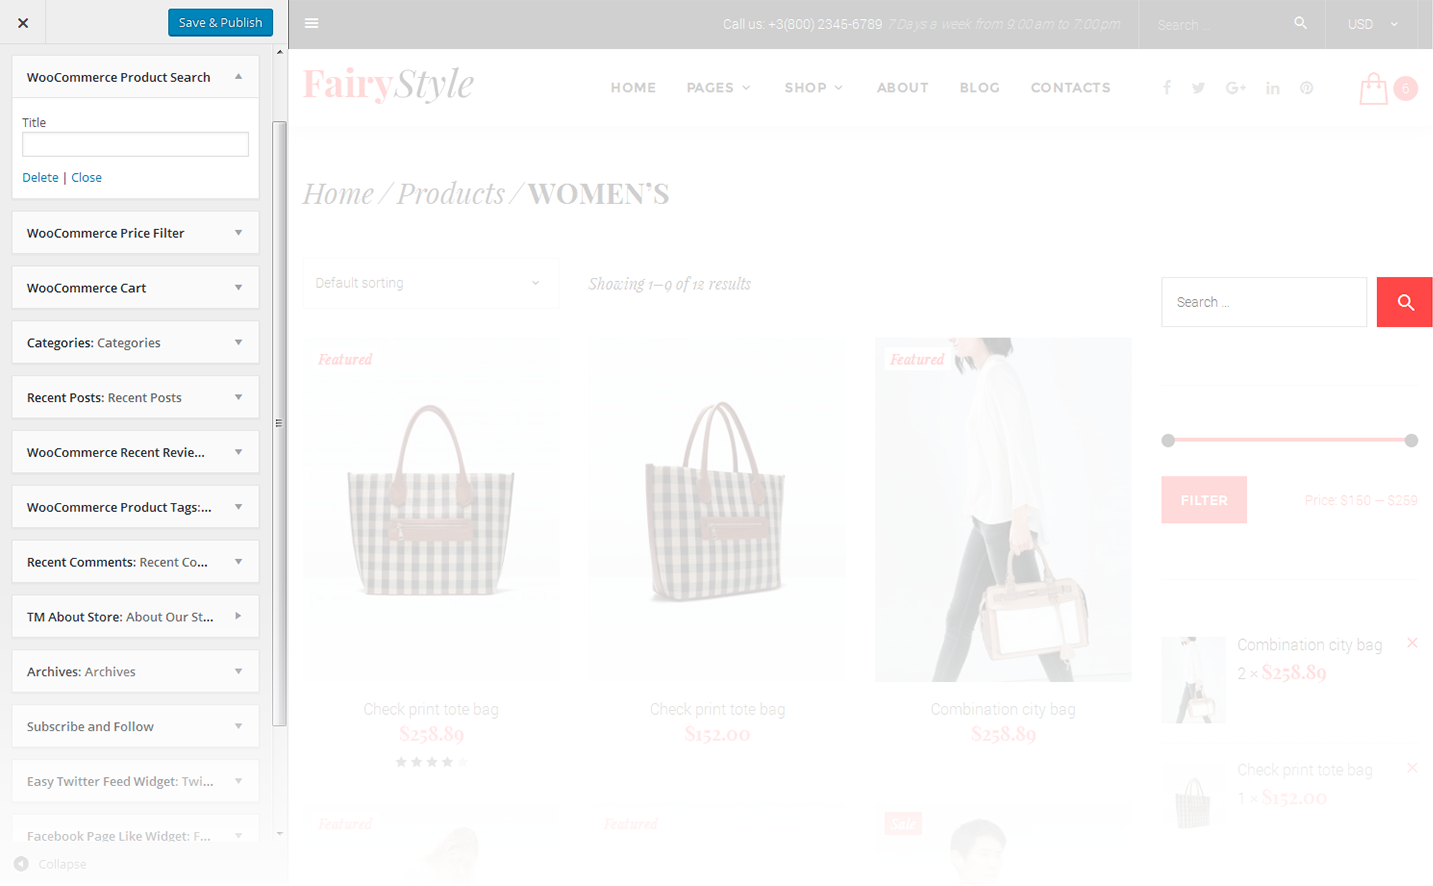 Save & Publish
WooCommerce Product Search
Title
Delete | Close
WooCommerce Price Filter
WooCommerce Cart
Categories: Categories
Recent Posts: Recent Posts
WooCommerce Recent Revie...
WooCommerce Product Tags:...
Recent Comments: Recent Co...
TM About Store: About Our St...
Archives: Archives
Subscribe and Follow
Easy Twitter Feed Widget: Twi...
Facebook Page Like Widget: F...
Collapse
Call us: +3(800) 2345-6789 7 Days a week from 9:00 am to 7:00 pm
Search...
USD
FairyStyle
HOME PAGES SHOP ABOUT BLOG CONTACTS
6
Home / Products / WOMEN'S
Default sorting
Showing 1–9 of 12 results
Search ...
Featured
Featured
FILTER
Price: $150 — $259
Check print tote bag
$258.89
Check print tote bag
$152.00
Combination city bag
$258.89
Combination city bag
2 × $258.89
Check print tote bag
1 × $152.00
Featured
Featured
Sale